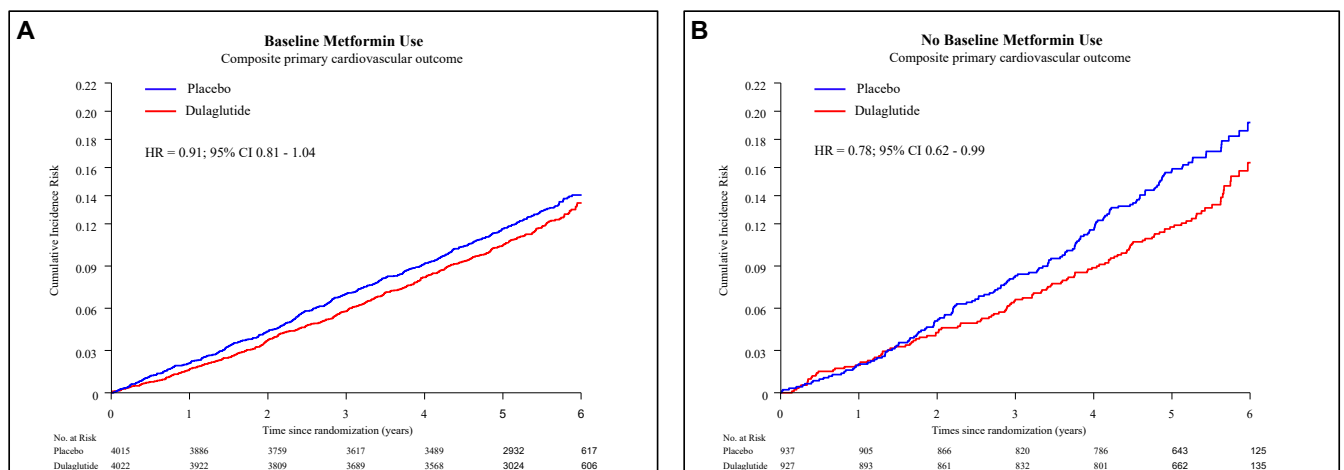 A
Baseline Metformin Use
Composite primary cardiovascular outcome
Placebo
Dulaglutide
HR = 0.91; 95% CI 0.81 - 1.04
Cumulative Incidence Risk
0.22
0.20
0.18
0.16
0.14
0.12
0.09
0.06
0.03
0
0 1 2 3 4 5 6
Time since randomization (years)
No. at Risk
Placebo 4015 3886 3759 3617 3489 2932 617
Dulaglutide 4022 3922 3809 3689 3568 3024 606
B
No Baseline Metformin Use
Composite primary cardiovascular outcome
Placebo
Dulaglutide
HR = 0.78; 95% CI 0.62 - 0.99
Cumulative Incidence Risk
0.22
0.20
0.18
0.16
0.14
0.12
0.09
0.06
0.03
0
0 1 2 3 4 5 6
Times since randomization (years)
No. at Risk
Placebo 937 905 866 820 786 643 125
Dulaglutide 927 893 861 832 801 662 135